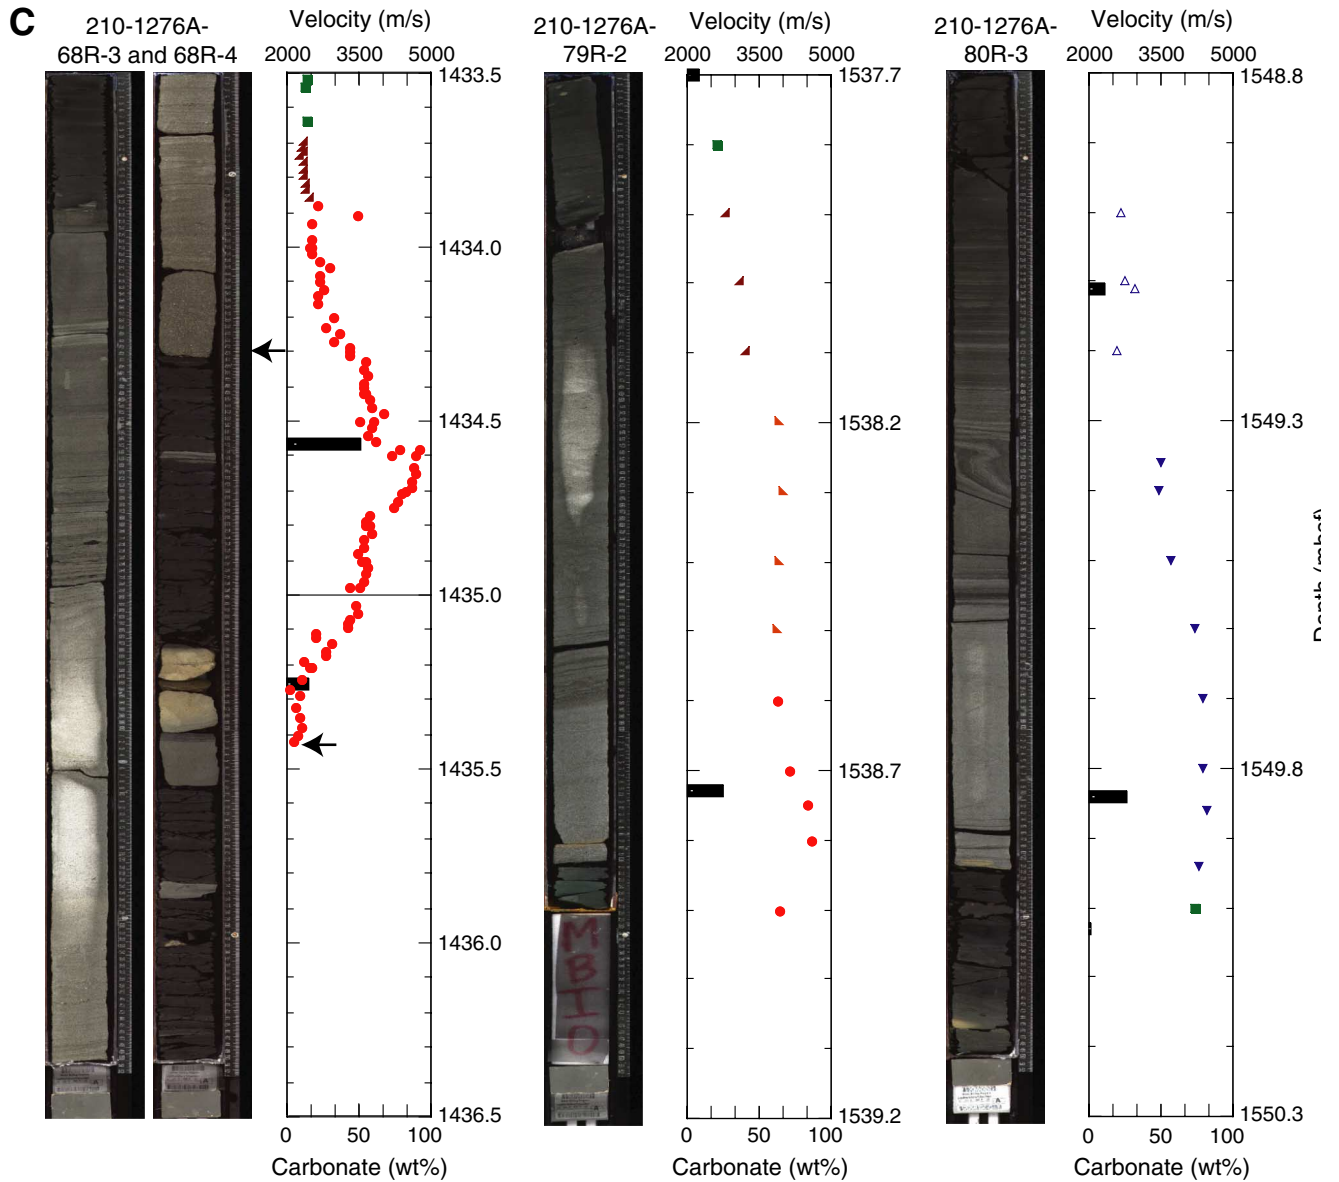 C
210-1276A-
68R-3 and 68R-4
Velocity (m/s)
2000 3500 5000
1433.5
1434.0
1434.5
1435.0
1435.5
1436.0
1436.5
0 50 100
Carbonate (wt%)
210-1276A-
79R-2
MBIO
Velocity (m/s)
2000 3500 5000
1537.7
1538.2
1538.7
1539.2
0 50 100
Carbonate (wt%)
210-1276A-
80R-3
Velocity (m/s)
2000 3500 5000
1548.8
1549.3
1549.8
1550.3
0 50 100
Carbonate (wt%)
Depth (mbsf)